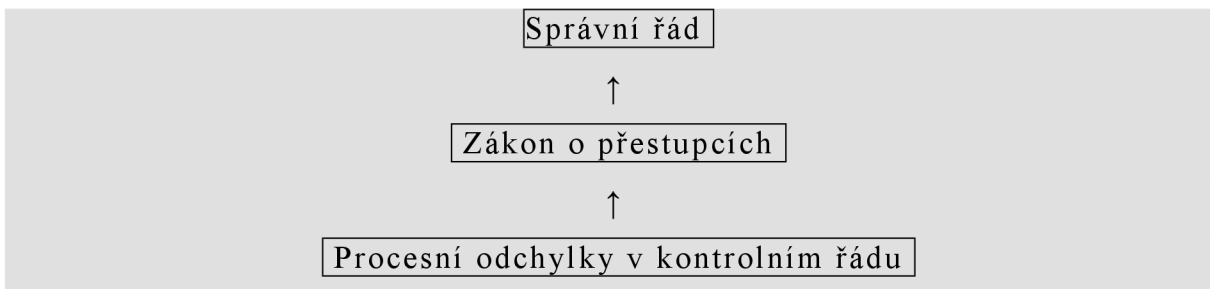 Správní řád
↑
Zákon o přestupcích
↑
Procesní odchylky v kontrolním řádu